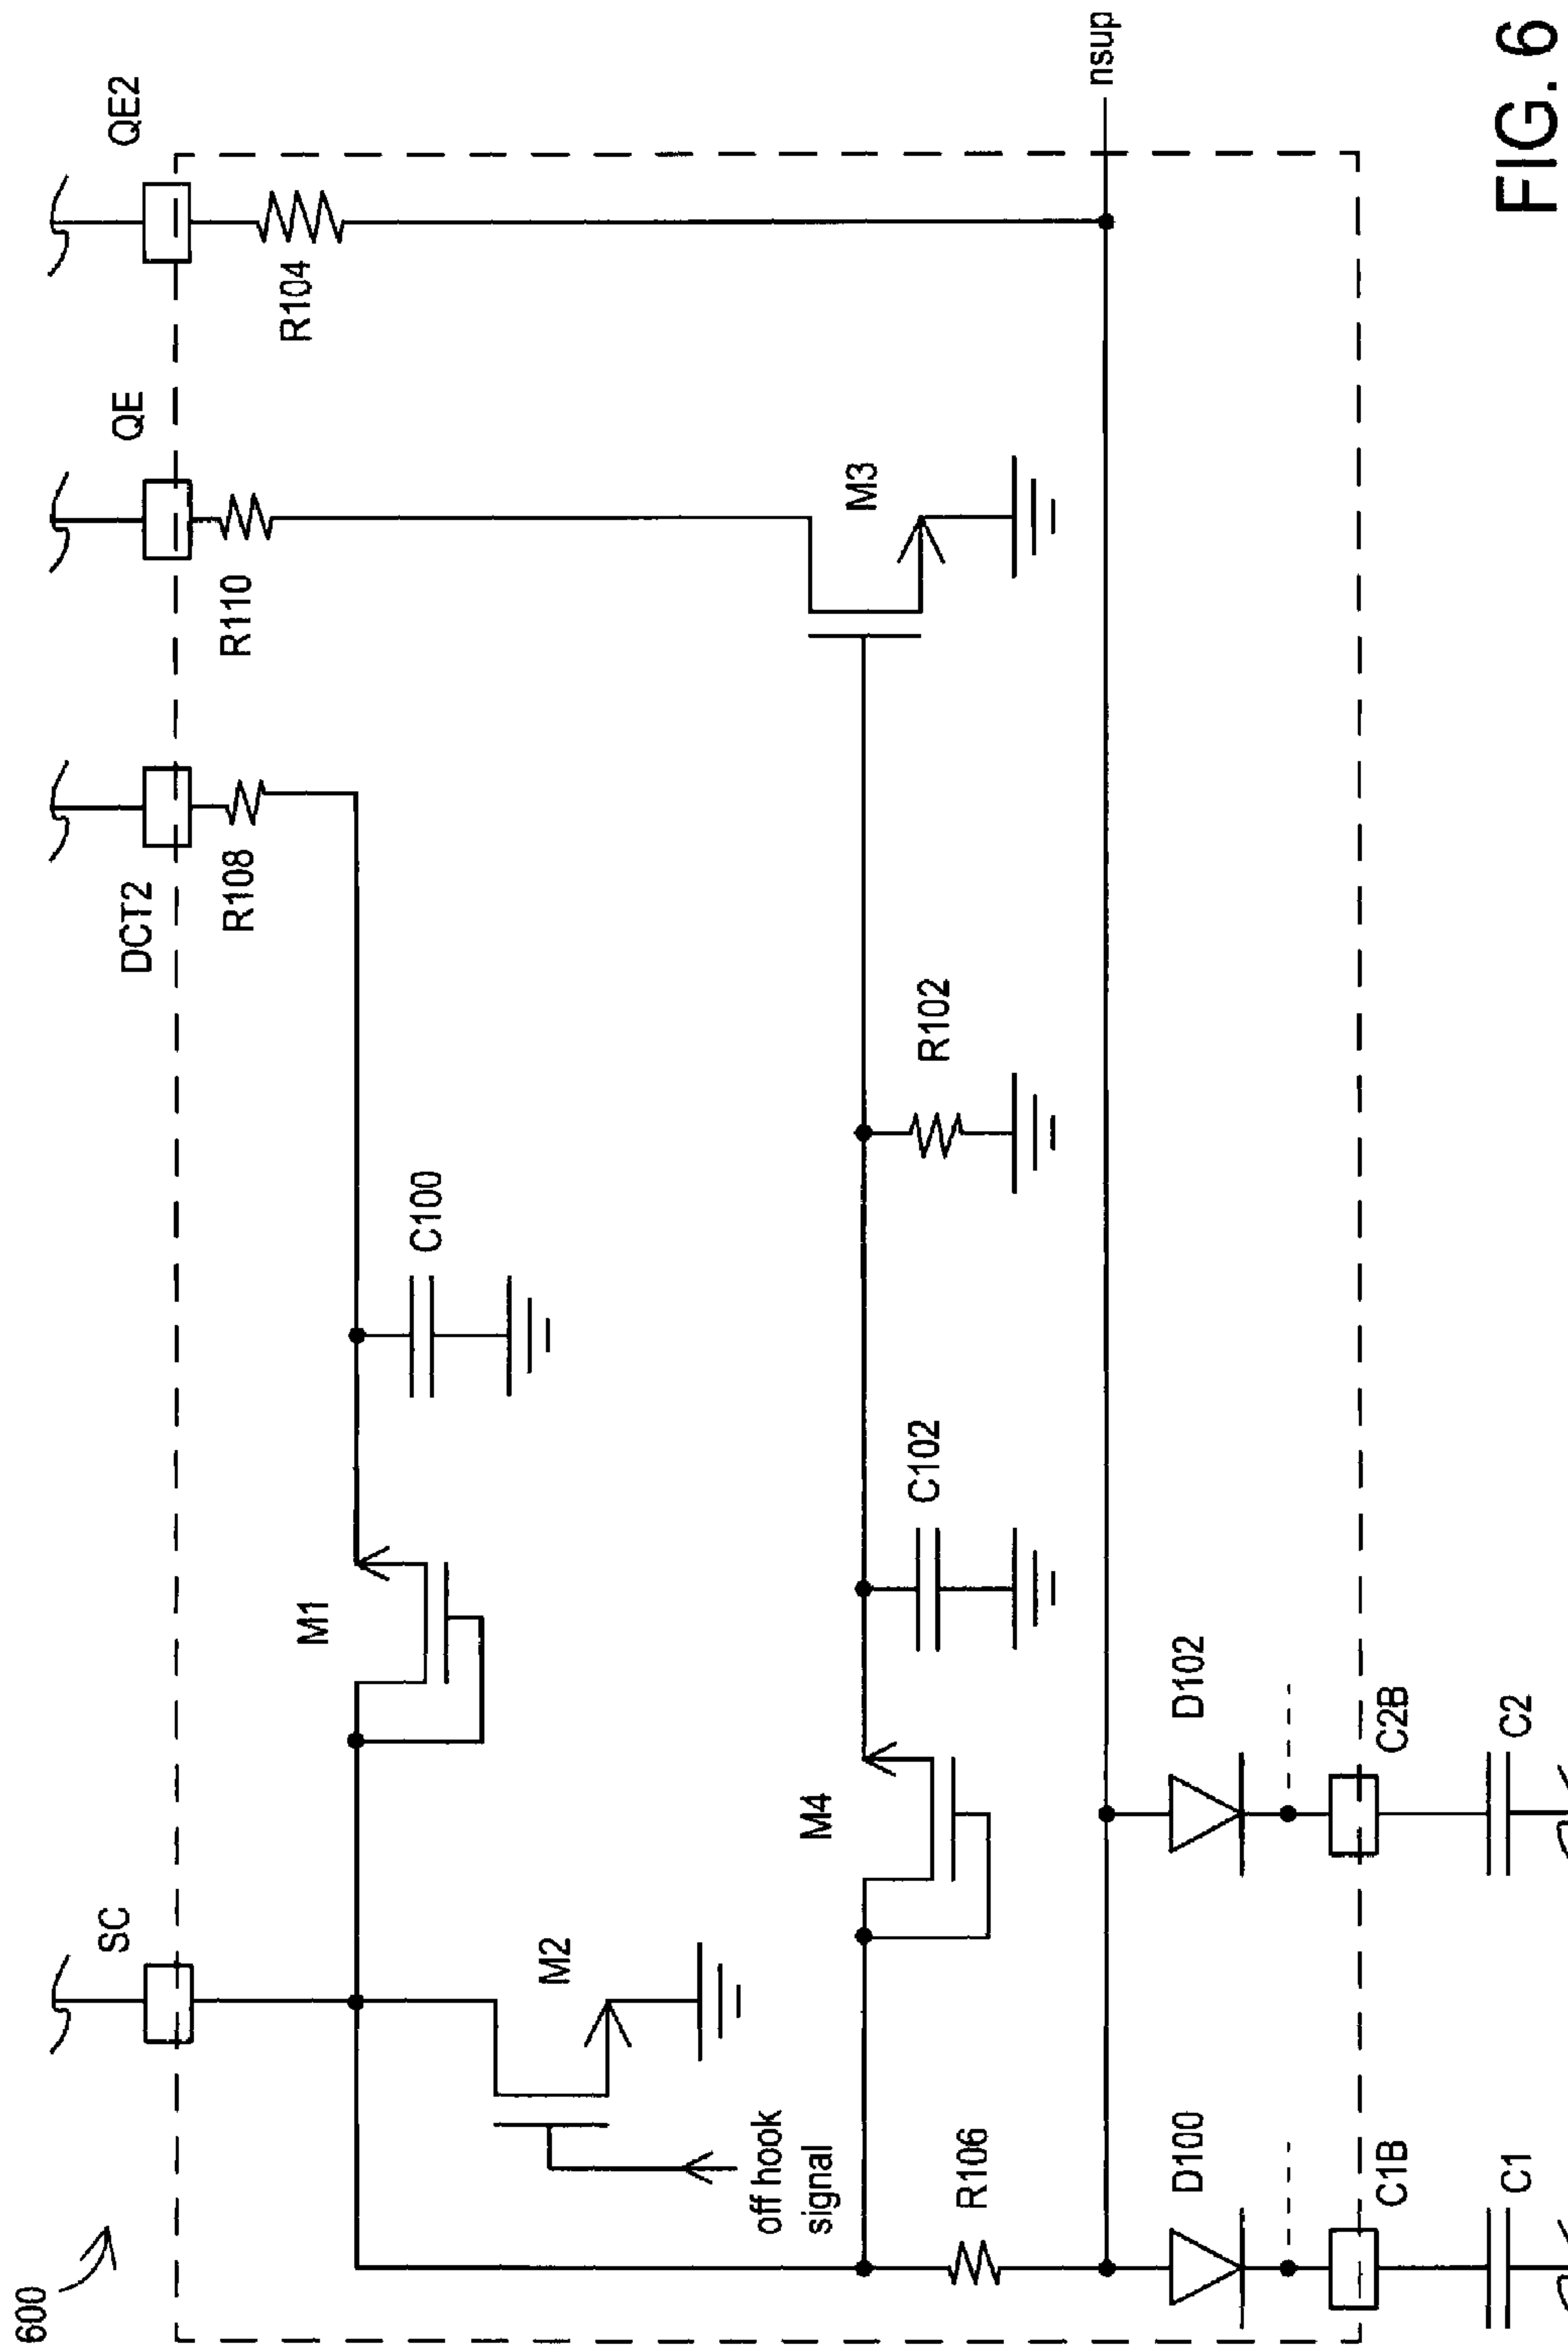 600
SC
DCT2
QE
QE2
R108
R110
R104
M1
C100
M2
off hook
signal
M4
C102
R102
M3
R106
nsup
D100
D102
C1B
C2B
C1
C2
FIG. 6